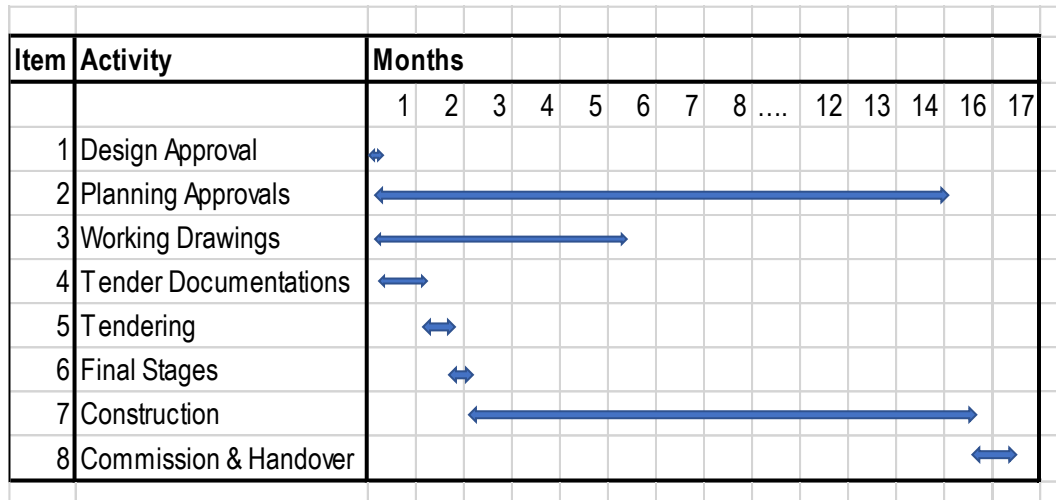 Item Activity Months
1 2 3 4 5 6 7 8 .... 12 13 14 16 17
1 Design Approval
2 Planning Approvals
3 Working Drawings
4 Tender Documentations
5 Tendering
6 Final Stages
7 Construction
8 Commission & Handover